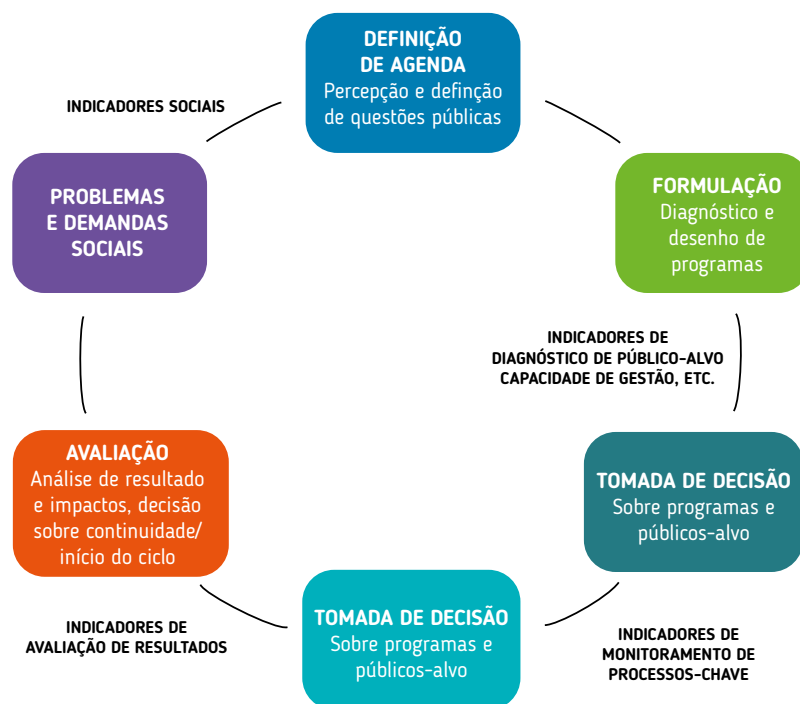 DEFINIÇÃO
DE AGENDA
Percepção e definção
de questões públicas
INDICADORES SOCIAIS
PROBLEMAS
E DEMANDAS
SOCIAIS
FORMULAÇÃO
Diagnóstico e
desenho de
programas
INDICADORES DE
DIAGNÓSTICO DE PÚBLICO-ALVO
CAPACIDADE DE GESTÃO, ETC.
AVALIAÇÃO
Análise de resultado
e impactos, decisão
sobre continuidade/
início do ciclo
TOMADA DE DECISÃO
Sobre programas e
públicos-alvo
TOMADA DE DECISÃO
Sobre programas e
públicos-alvo
INDICADORES DE
AVALIAÇÃO DE RESULTADOS
INDICADORES DE
MONITORAMENTO DE
PROCESSOS-CHAVE